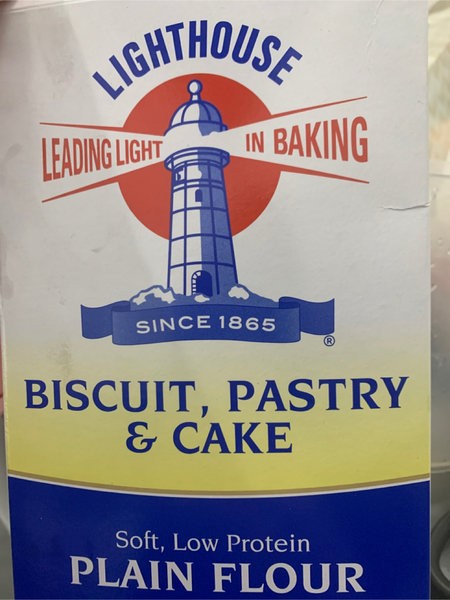 LIGHTHOUSE
LEADING LIGHT IN BAKING
SINCE 1865
®
BISCUIT, PASTRY
& CAKE
Soft, Low Protein
PLAIN FLOUR